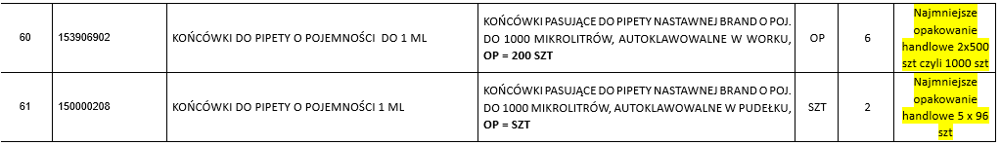 60
153906902
KOŃCÓWKI DO PIPETY O POJEMNOŚCI DO 1 ML
KOŃCÓWKI PASUJĄCE DO PIPETY NASTAWNEJ BRAND O POJ.
DO 1000 MIKROLITRÓW, AUTOKLAWOWALNE W WORKU,
OP = 200 SZT
OP
6
Najmniejsze
opakowanie
handlowe 2x500
szt czyli 1000 szt
61
150000208
KOŃCÓWKI DO PIPETY O POJEMNOŚCI 1 ML
KOŃCÓWKI PASUJĄCE DO PIPETY NASTAWNEJ BRAND O POJ.
DO 1000 MIKROLITRÓW, AUTOKLAWOWALNE W PUDEŁKU,
OP = SZT
SZT
2
Najmniejsze
opakowanie
handlowe 5 x 96
szt